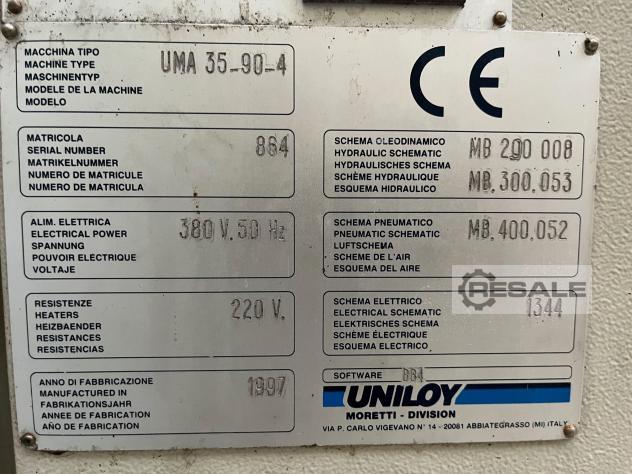 MACCHINA TIPO
MACHINE TYPE
MASCHINENTYP
MODELE DE LA MACHINE
MODELO
UMA 35-90-4
CE
MATRICOLA
SERIAL NUMBER
MATRIKELNUMMER
NUMERO DE MATRICULE
NUMERO DE MATRICULA
884
SCHEMA OLEODINAMICO
HYDRAULIC SCHEMATIC
HYDRAULISCHES SCHEMA
SCHÈME HYDRAULIQUE
ESQUEMA HIDRAULICO
MB 200 008
MB.300.053
ALIM. ELETTRICA
ELECTRICAL POWER
SPANNUNG
POUVOIR ELECTRIQUE
VOLTAJE
380 V.50 Hz
SCHEMA PNEUMATICO
PNEUMATIC SCHEMATIC
LUFTSCHEMA
SCHEME DE L'AIR
ESQUEMA DEL AIRE
MB.400.052
RESALE
RESISTENZE
HEATERS
HEIZBAENDER
RESISTANCES
RESISTENCIAS
220 V.
SCHEMA ELETTRICO
ELECTRICAL SCHEMATIC
ELEKTRISCHES SCHEMA
SCHÈME ÉLECTRIQUE
ESQUEMA ELECTRICO
1344
ANNO DI FABBRICAZIONE
MANUFACTURED IN
FABRIKATIONSJAHR
ANNEE DE FABRICATION
AÑO DE FABRICATION
1997
SOFTWARE
884
UNILOY
MORETTI - DIVISION
VIA P. CARLO VIGEVANO N° 14 - 20081 ABBIATEGRASSO (MI) ITALY